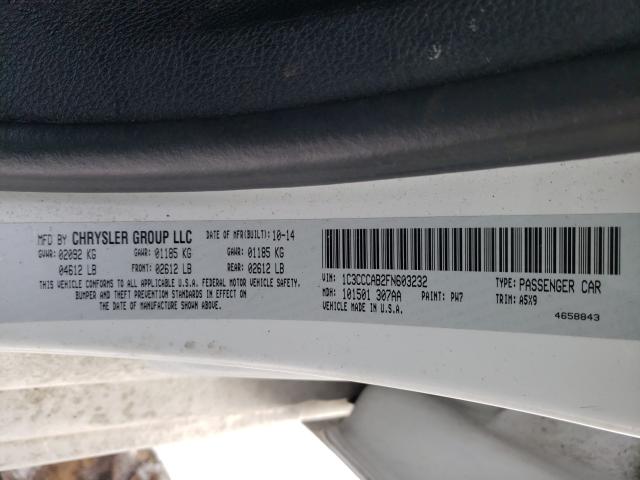 MFD BY CHRYSLER GROUP LLC DATE OF MFR(BUILT): 10-14
GVWR: 02092 KG GAWR: 01185 KG GAWR: 01185 KG
04612 LB FRONT: 02612 LB REAR: 02612 LB
THIS VEHICLE CONFORMS TO ALL APPLICABLE U.S.A. FEDERAL MOTOR VEHICLE SAFETY,
BUMPER AND THEFT PREVENTION STANDARDS IN EFFECT ON
THE DATE OF MANUFACTURE SHOWN ABOVE.
VIN: 1C3CCCAB2FN603232 TYPE: PASSENGER CAR
MDH: 101501 307AA PAINT: PW7 TRIM: A5X9
VEHICLE MADE IN U.S.A.
4658843